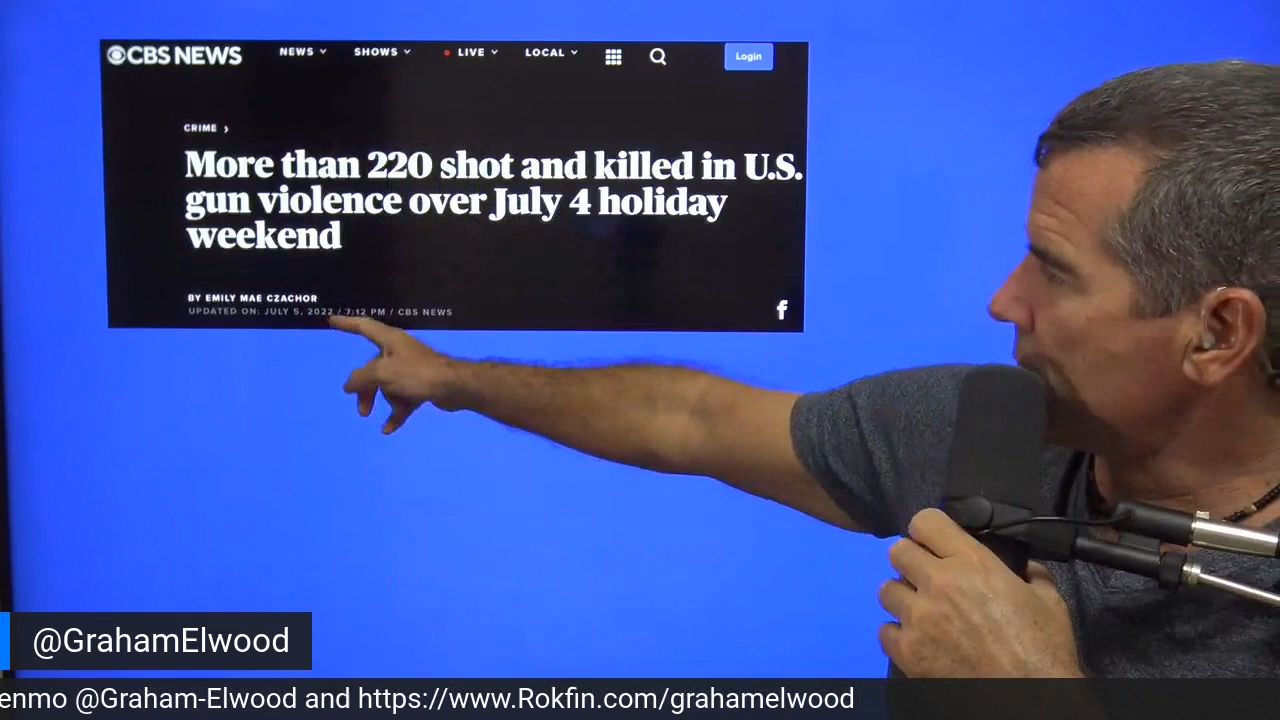 CBS NEWS NEWS SHOWS LIVE LOCAL Login
CRIME
More than 220 shot and killed in U.S.
gun violence over July 4 holiday
weekend
BY EMILY MAE CZACHOR
UPDATED ON: JULY 5, 2022 / 7:12 PM / CBS NEWS
f
@GrahamElwood
enmo @Graham-Elwood and https://www.Rokfin.com/grahamelwood